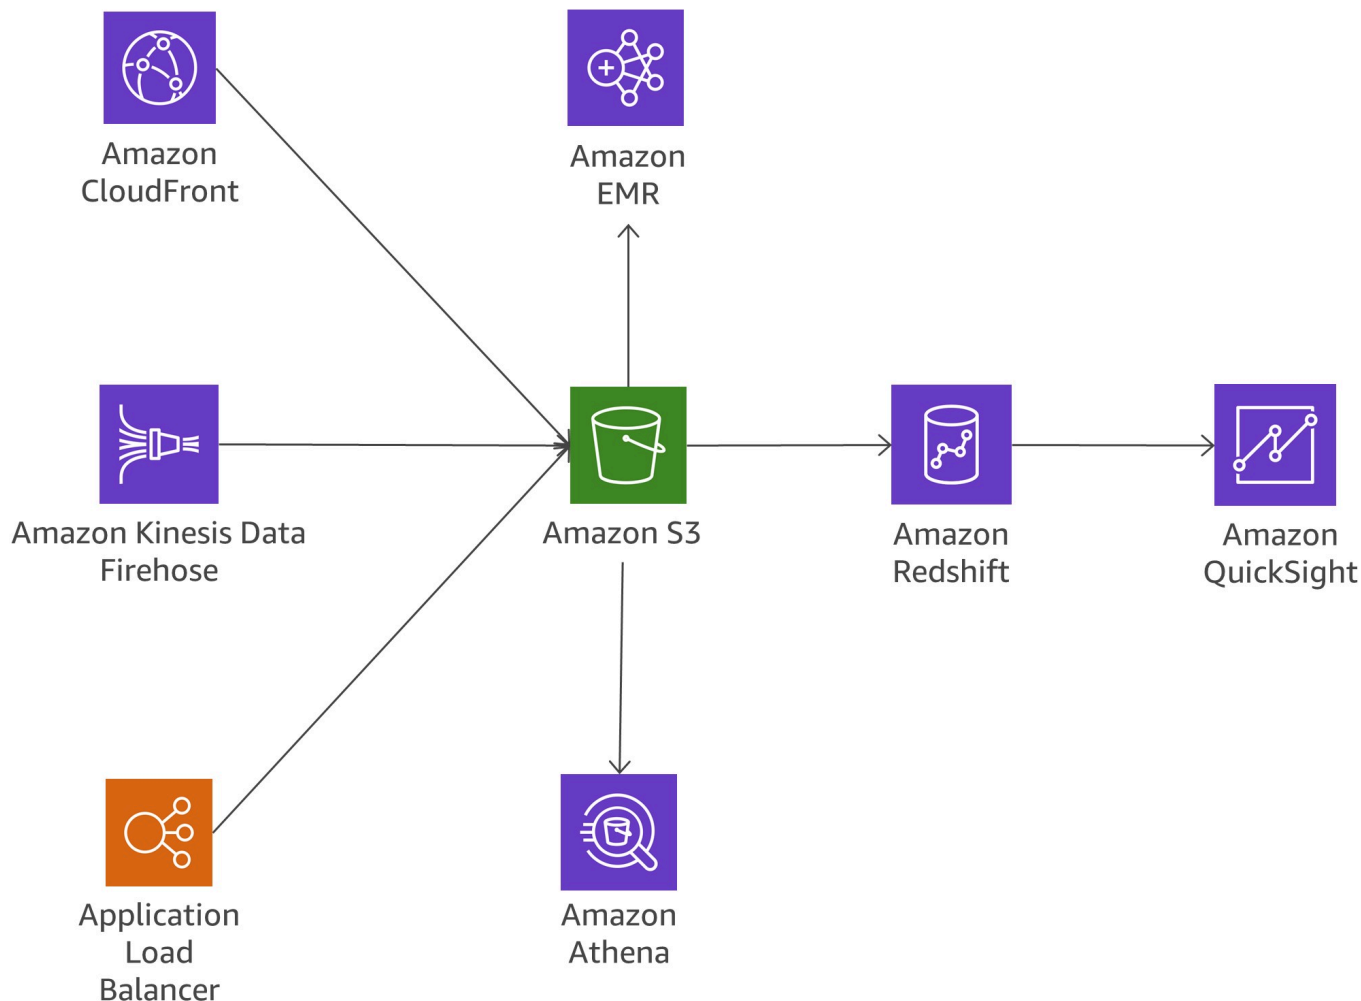 Amazon
CloudFront
Amazon
EMR
Amazon Kinesis Data
Firehose
Amazon S3
Amazon
Redshift
Amazon
QuickSight
Application
Load
Balancer
Amazon
Athena